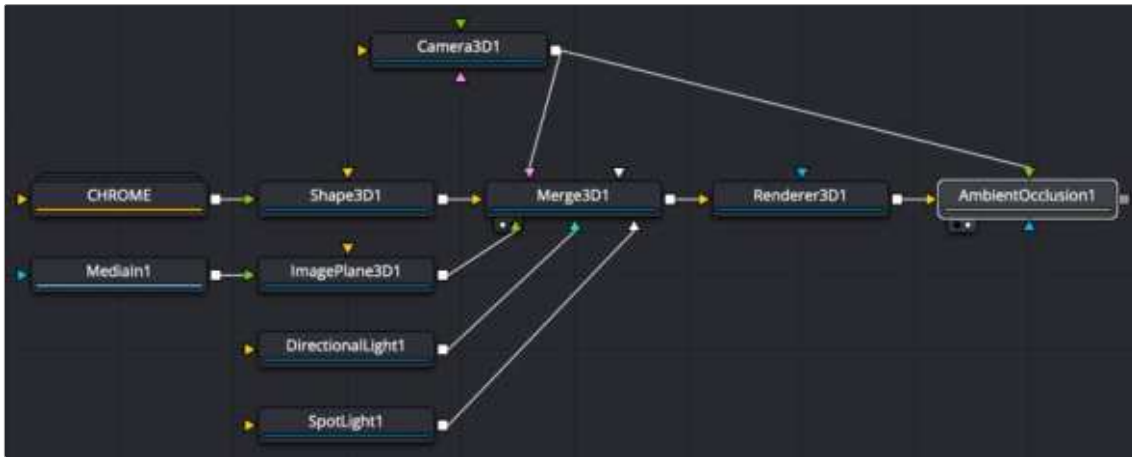 Camera3D1
CHROME
Shape3D1
Merge3D1
Renderer3D1
AmbientOcclusion1
MediaIn1
ImagePlane3D1
DirectionalLight1
SpotLight1